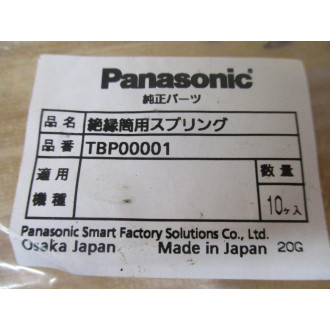 Panasonic
純正パーツ
品名 絶縁筒用スプリング
品番 TBP00001
適用機種 数量
10ヶ入
Panasonic Smart Factory Solutions Co., Ltd.
Osaka Japan Made in Japan 20G